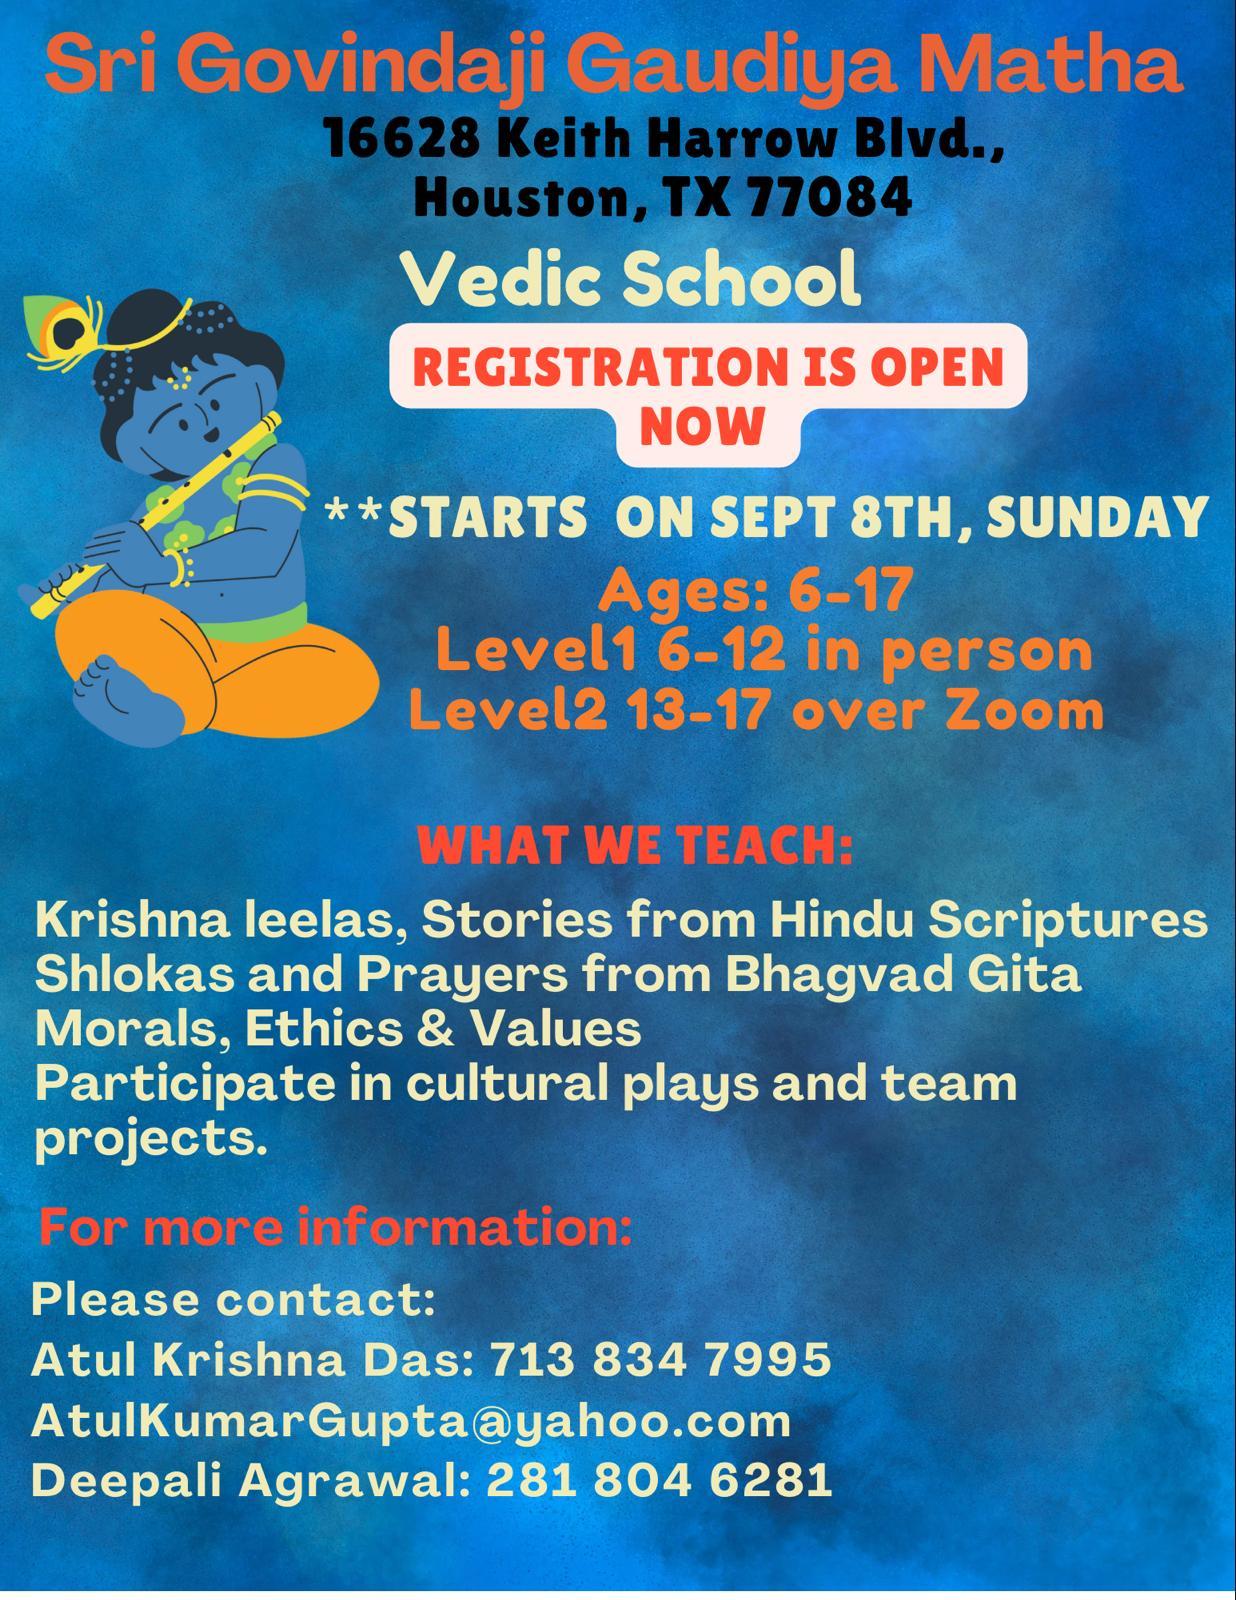 Sri Govindaji Gaudiya Matha
16628 Keith Harrow Blvd.,
Houston, TX 77084
Vedic School
REGISTRATION IS OPEN
NOW
**STARTS ON SEPT 8TH, SUNDAY
Ages: 6-17
Level1 6-12 in person
Level2 13-17 over Zoom
WHAT WE TEACH:
Krishna leelas, Stories from Hindu Scriptures
Shlokas and Prayers from Bhagvad Gita
Morals, Ethics & Values
Participate in cultural plays and team
projects.
For more information:
Please contact:
Atul Krishna Das: 713 834 7995
AtulKumarGupta@yahoo.com
Deepali Agrawal: 281 804 6281